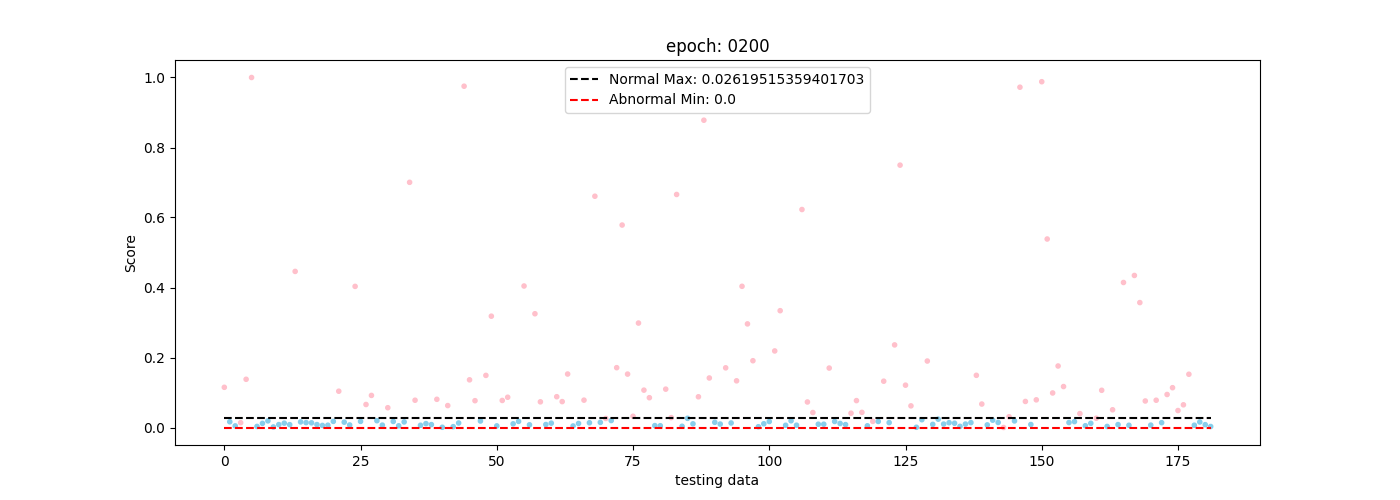 epoch: 0200
Normal Max: 0.02619515359401703
Abnormal Min: 0.0
Score
1.0
0.8
0.6
0.4
0.2
0.0
0 25 50 75 100 125 150 175
testing data